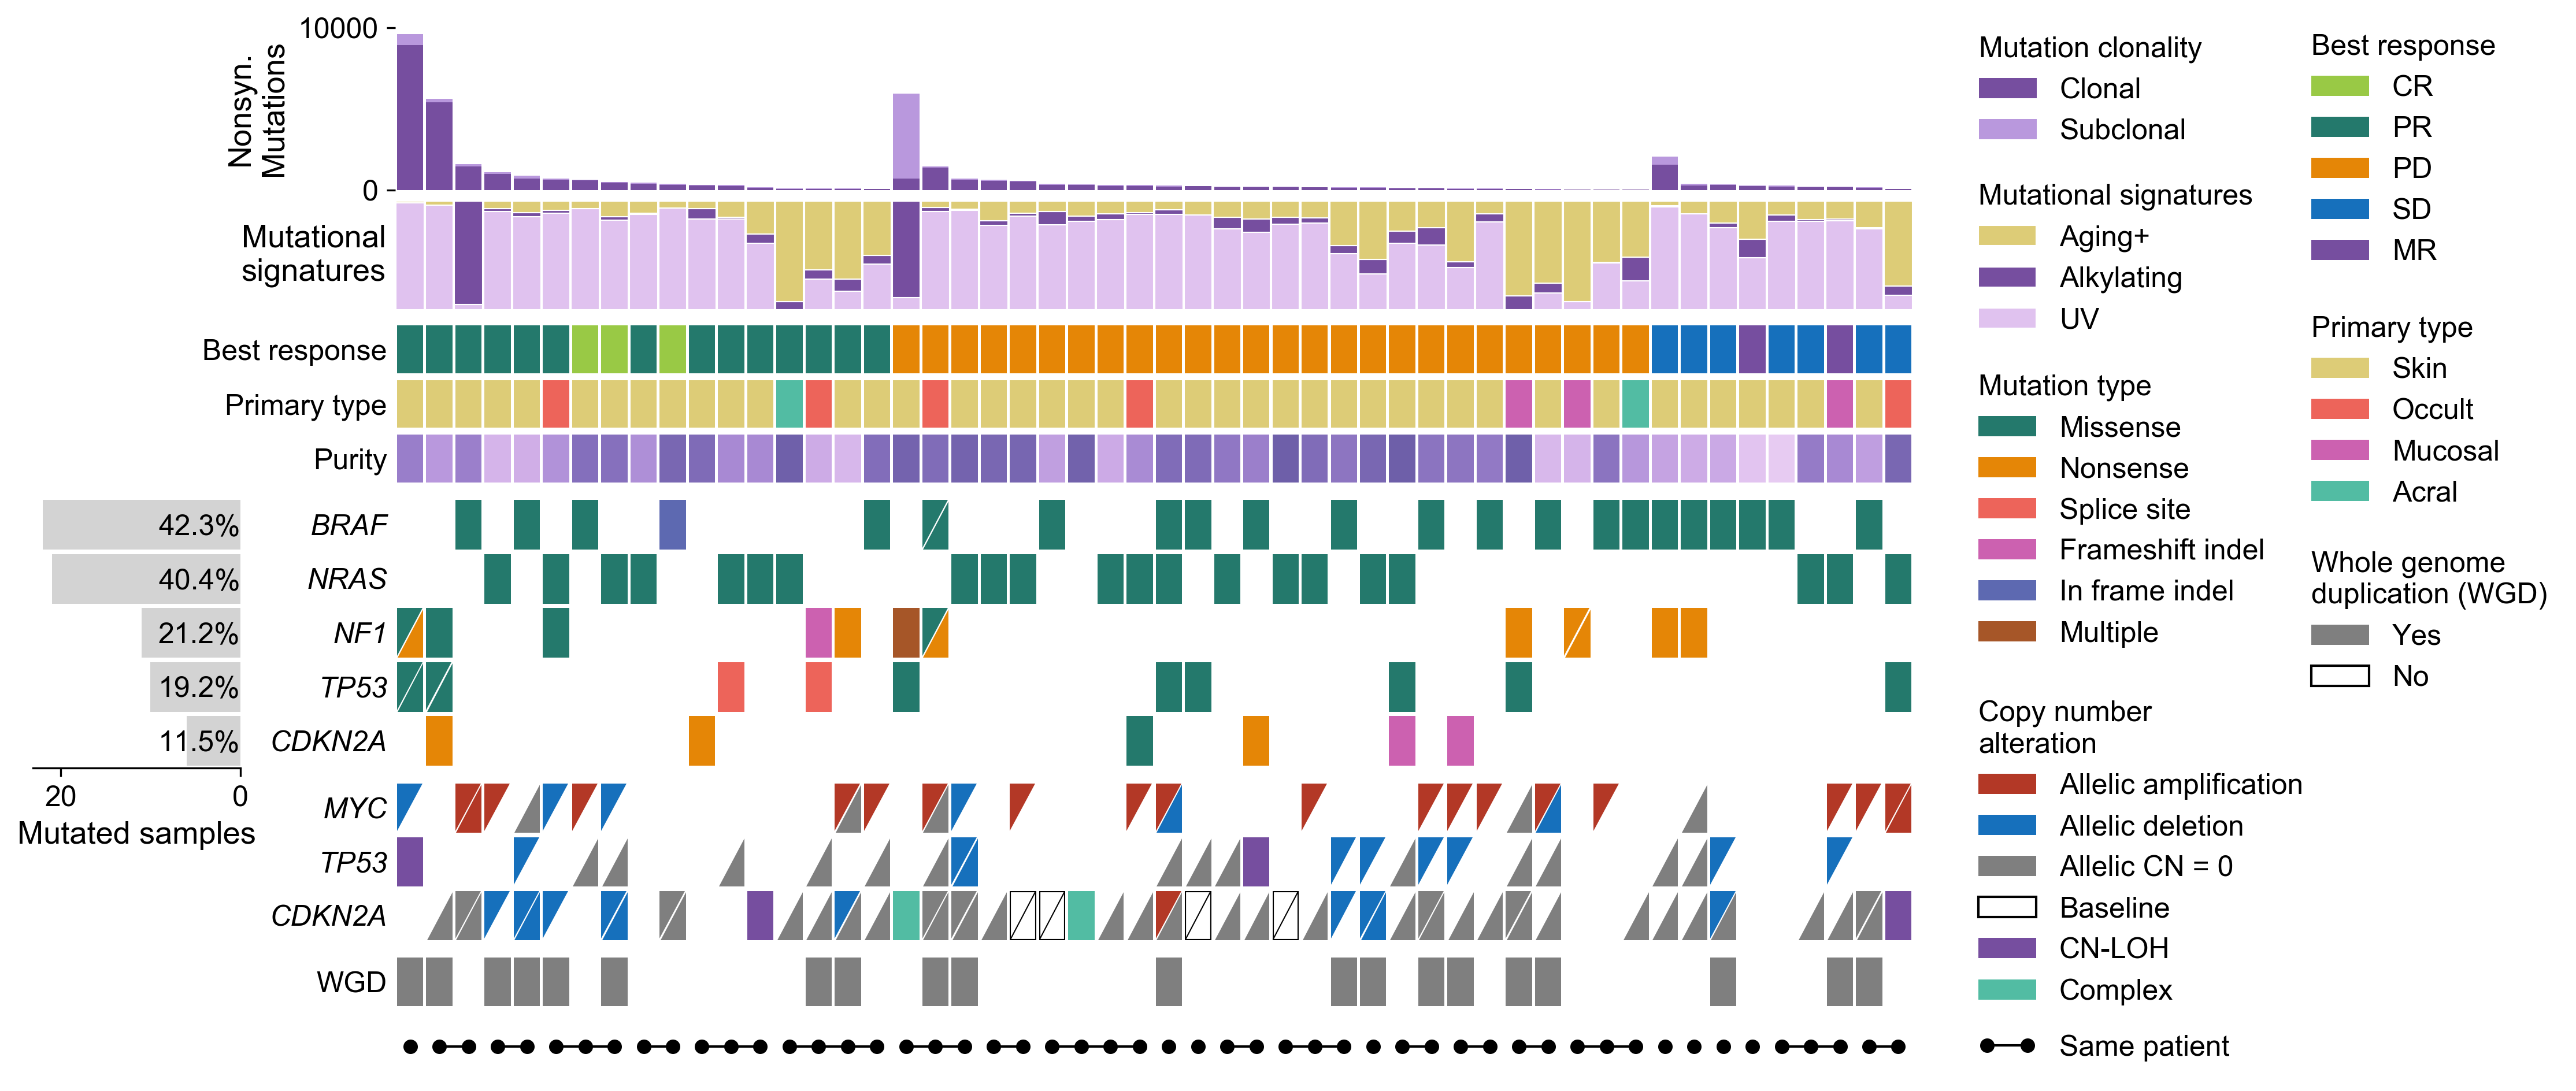 10000
0
Nonsyn.
Mutations
Mutational
signatures
Best response
Primary type
Purity
42.3%
BRAF
40.4%
NRAS
21.2%
NF1
19.2%
TP53
11.5%
CDKN2A
20
0
Mutated samples
MYC
TP53
CDKN2A
WGD
Mutation clonality
Clonal
Subclonal
Mutational signatures
Aging+
Alkylating
UV
Mutation type
Missense
Nonsense
Splice site
Frameshift indel
In frame indel
Multiple
Copy number
alteration
Allelic amplification
Allelic deletion
Allelic CN = 0
Baseline
CN-LOH
Complex
Same patient
Best response
CR
PR
PD
SD
MR
Primary type
Skin
Occult
Mucosal
Acral
Whole genome
duplication (WGD)
Yes
No